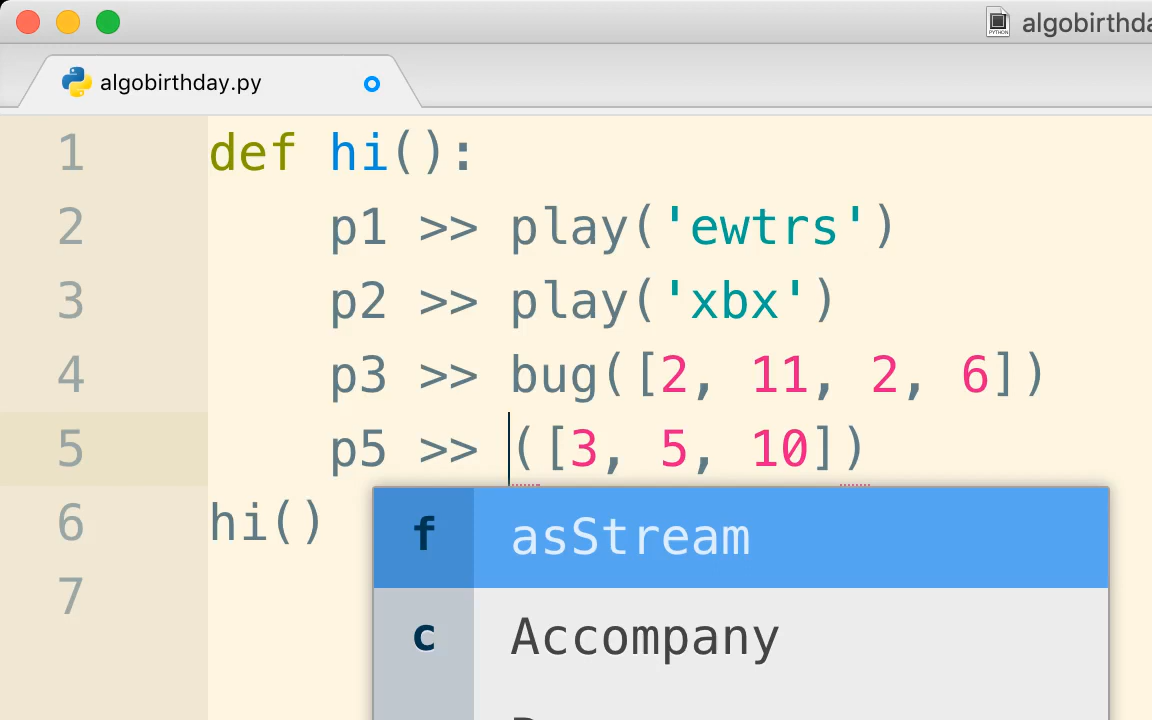 algobirthda
algobirthday.py
1 def hi():
2     p1 >> play('ewtrs')
3     p2 >> play('xbx')
4     p3 >> bug([2, 11, 2, 6])
5     p5 >> ([3, 5, 10])
6 hi()
7
f asStream
c Accompany